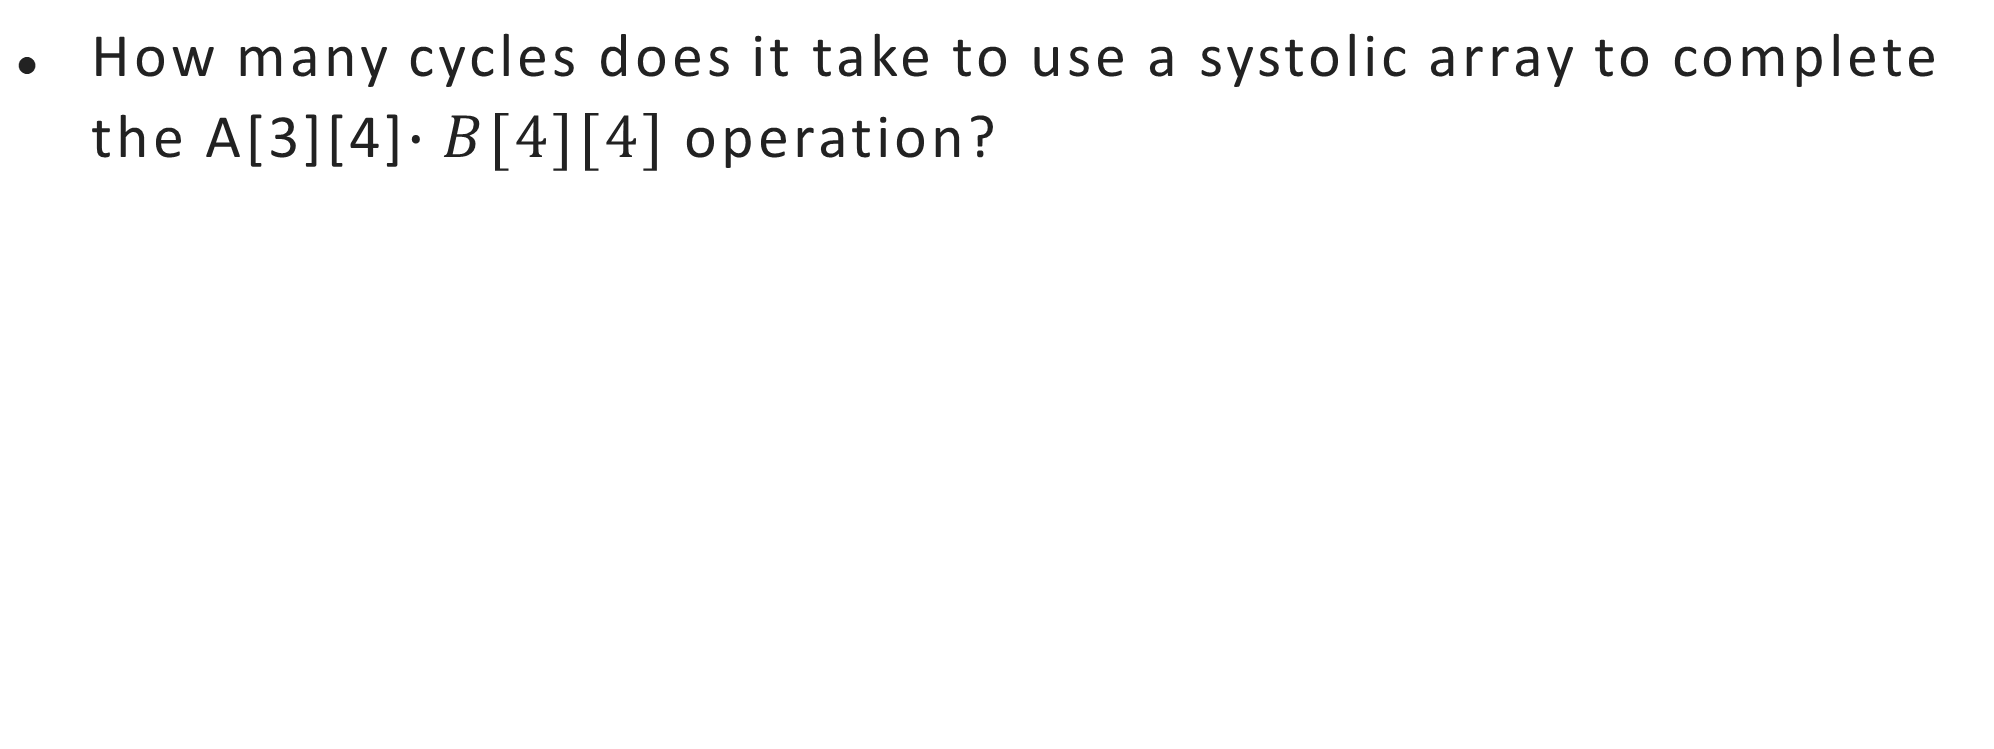 • How many cycles does it take to use a systolic array to complete
the A[3][4]· B[4][4] operation?